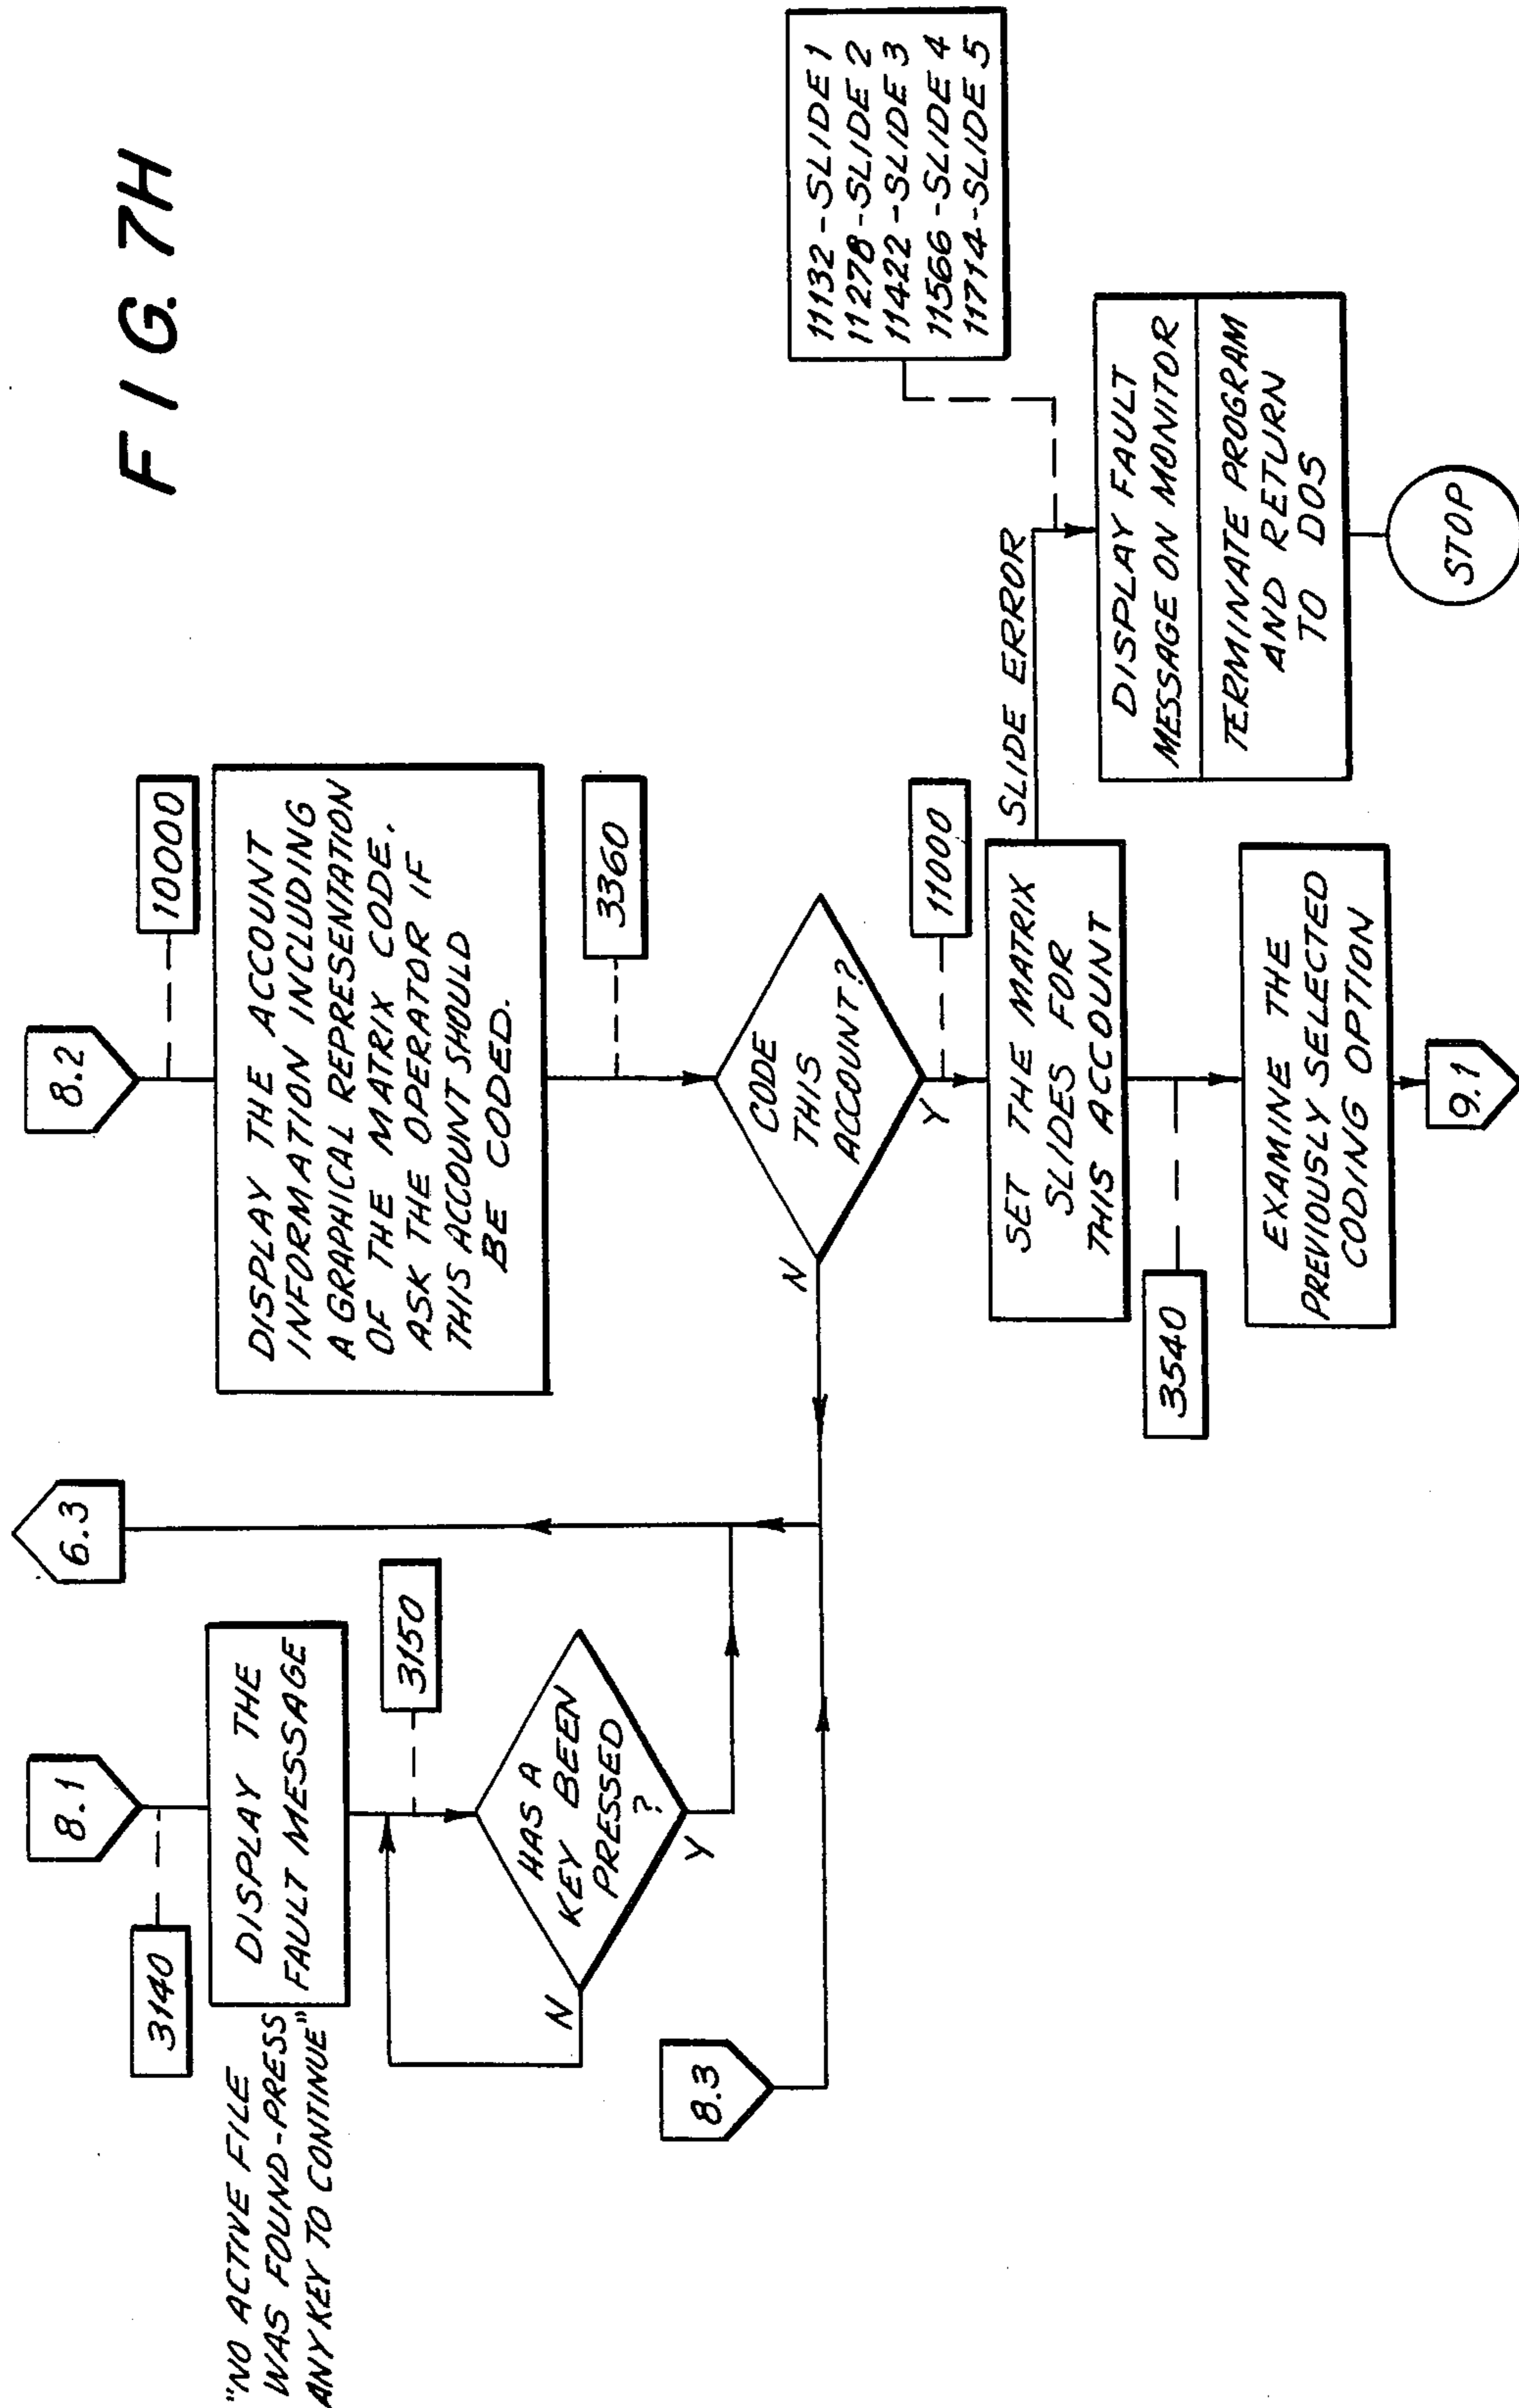 FIG. 7H
8.1
3140
"NO ACTIVE FILE
WAS FOUND-PRESS
ANY KEY TO CONTINUE"
DISPLAY THE
FAULT MESSAGE
3150
HAS A
KEY BEEN
PRESSED
?
N
Y
8.3
6.3
8.2
10000
DISPLAY THE ACCOUNT
INFORMATION INCLUDING
A GRAPHICAL REPRESENTATION
OF THE MATRIX CODE.
ASK THE OPERATOR IF
THIS ACCOUNT SHOULD
BE CODED.
3360
CODE
THIS
ACCOUNT?
N
Y
11000
SET THE MATRIX
SLIDES FOR
THIS ACCOUNT
SLIDE ERROR
3540
EXAMINE THE
PREVIOUSLY SELECTED
CODING OPTION
9.1
11132-SLIDE 1
11278-SLIDE 2
11422-SLIDE 3
11566-SLIDE 4
11714-SLIDE 5
DISPLAY FAULT
MESSAGE ON MONITOR
TERMINATE PROGRAM
AND RETURN
TO DOS
STOP